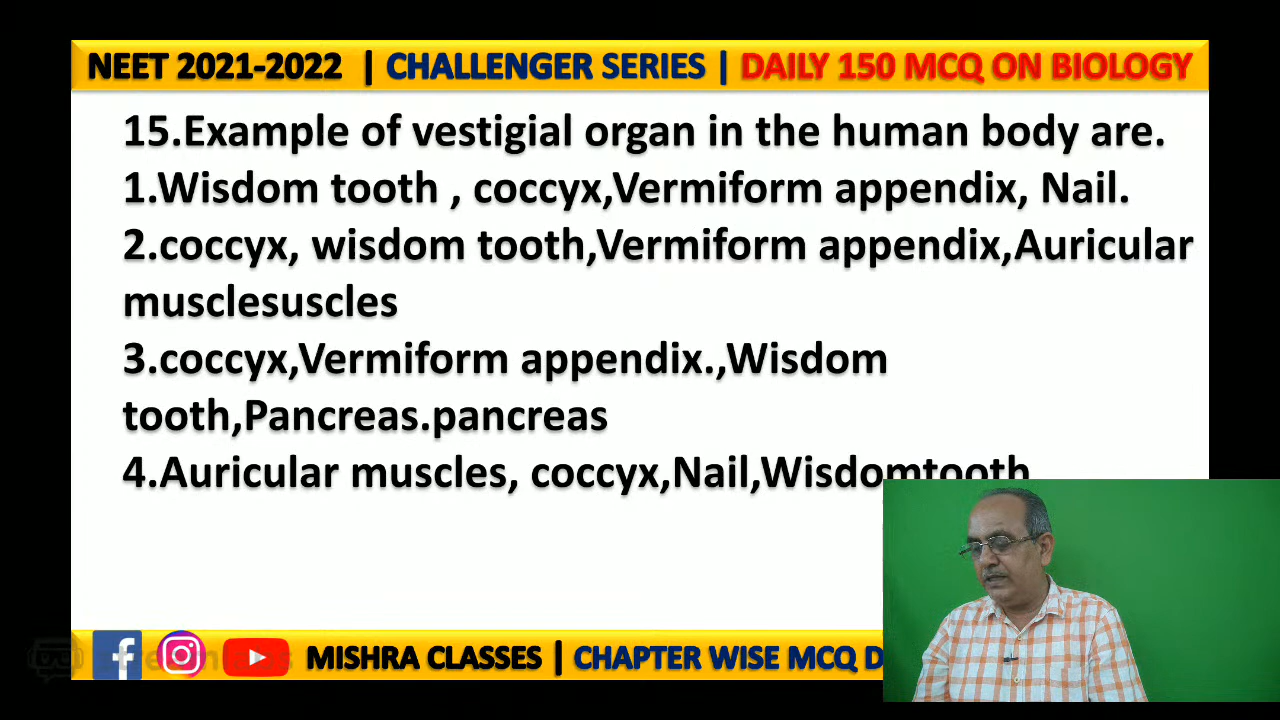 NEET 2021-2022 | CHALLENGER SERIES | DAILY 150 MCQ ON BIOLOGY
15.Example of vestigial organ in the human body are.
1.Wisdom tooth , coccyx,Vermiform appendix, Nail.
2.coccyx, wisdom tooth,Vermiform appendix,Auricular
musclesuscles
3.coccyx,Vermiform appendix.,Wisdom
tooth,Pancreas.pancreas
4.Auricular muscles, coccyx,Nail,Wisdomtooth
MISHRA CLASSES | CHAPTER WISE MCQ D